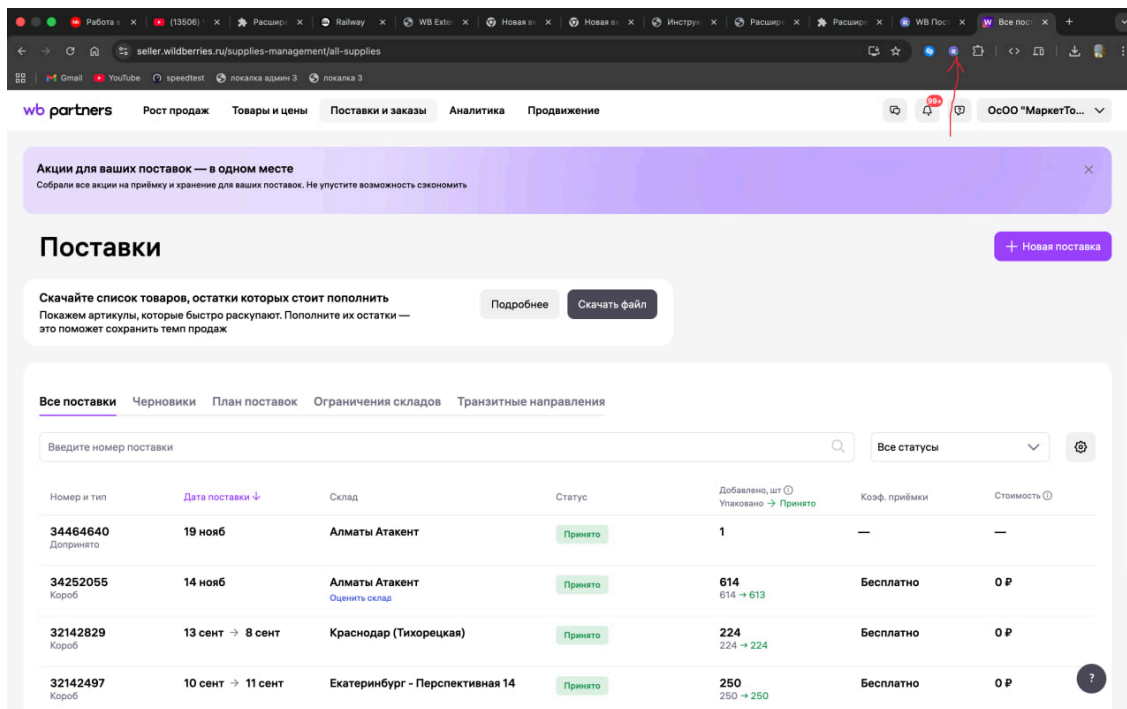 Работа в
(13506)
Расшире
Railway
WB Exte
Новая в
Новая в
Инструк
Расшире
Расшире
WB Пост
Все пост
seller.wildberries.ru/supplies-management/all-supplies
Gmail
YouTube
speedtest
локалка админ 3
локалка 3
wb partners
Рост продаж
Товары и цены
Поставки и заказы
Аналитика
Продвижение
99+
ОсОО "МаркетТо...
Акции для ваших поставок — в одном месте
Собрали все акции на приёмку и хранение для ваших поставок. Не упустите возможность сэкономить
Поставки
+ Новая поставка
Скачайте список товаров, остатки которых стоит пополнить
Покажем артикулы, которые быстро раскупают. Пополните их остатки —
это поможет сохранить темп продаж
Подробнее
Скачать файл
Все поставки
Черновики
План поставок
Ограничения складов
Транзитные направления
Введите номер поставки
Все статусы
Номер и тип
Дата поставки ↓
Склад
Статус
Добавлено, шт
Упаковано → Принято
Коэф. приёмки
Стоимость
34464640
Допринято
19 нояб
Алматы Атакент
Принято
1
—
—
34252055
Короб
14 нояб
Алматы Атакент
Оценить склад
Принято
614
614 → 613
Бесплатно
0 ₽
32142829
Короб
13 сент → 8 сент
Краснодар (Тихорецкая)
Принято
224
224 → 224
Бесплатно
0 ₽
32142497
Короб
10 сент → 11 сент
Екатеринбург - Перспективная 14
Принято
250
250 → 250
Бесплатно
0 ₽
?